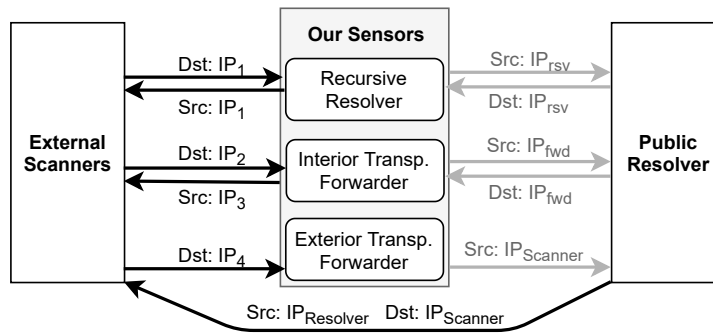 Our Sensors
External
Scanners
Dst: IP1
Src: IP1
Recursive
Resolver
Src: IPrsv
Dst: IPrsv
Dst: IP2
Src: IP3
Interior Transp.
Forwarder
Src: IPfwd
Dst: IPfwd
Dst: IP4
Exterior Transp.
Forwarder
Src: IPScanner
Public
Resolver
Src: IPResolver Dst: IPScanner